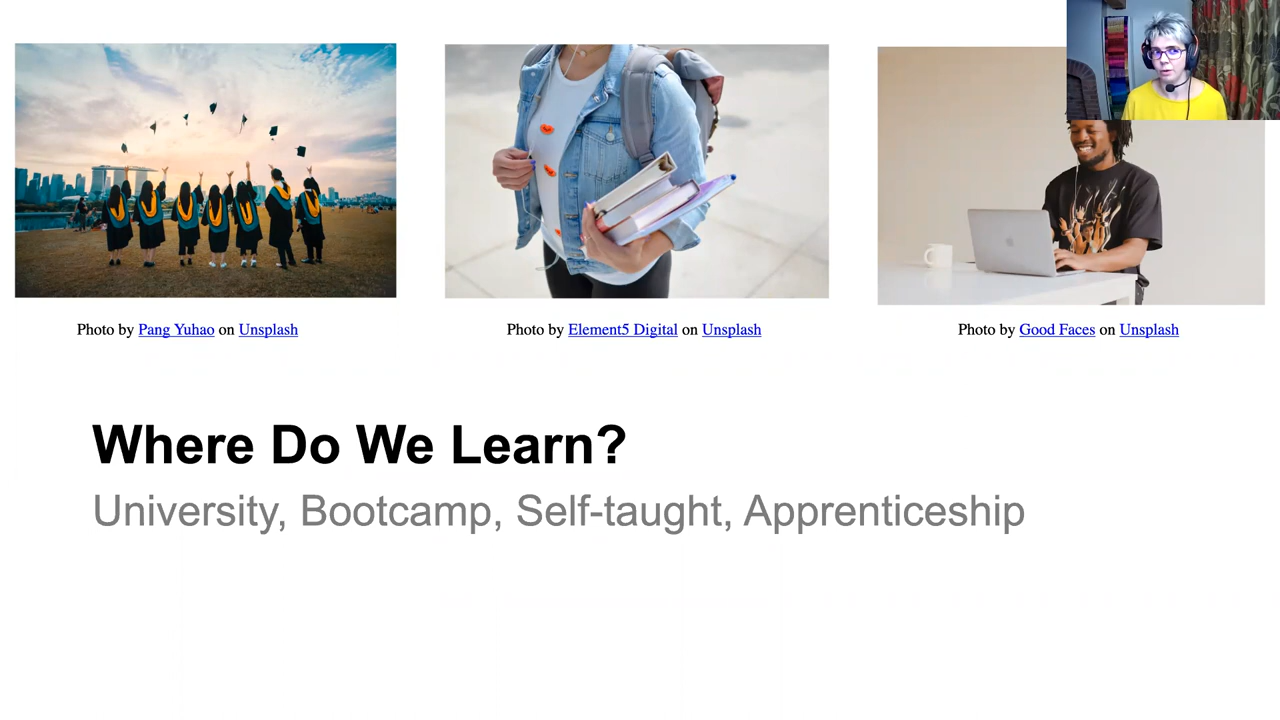 Photo by Pang Yuhao on Unsplash
Photo by Element5 Digital on Unsplash
Photo by Good Faces on Unsplash
Where Do We Learn?
University, Bootcamp, Self-taught, Apprenticeship